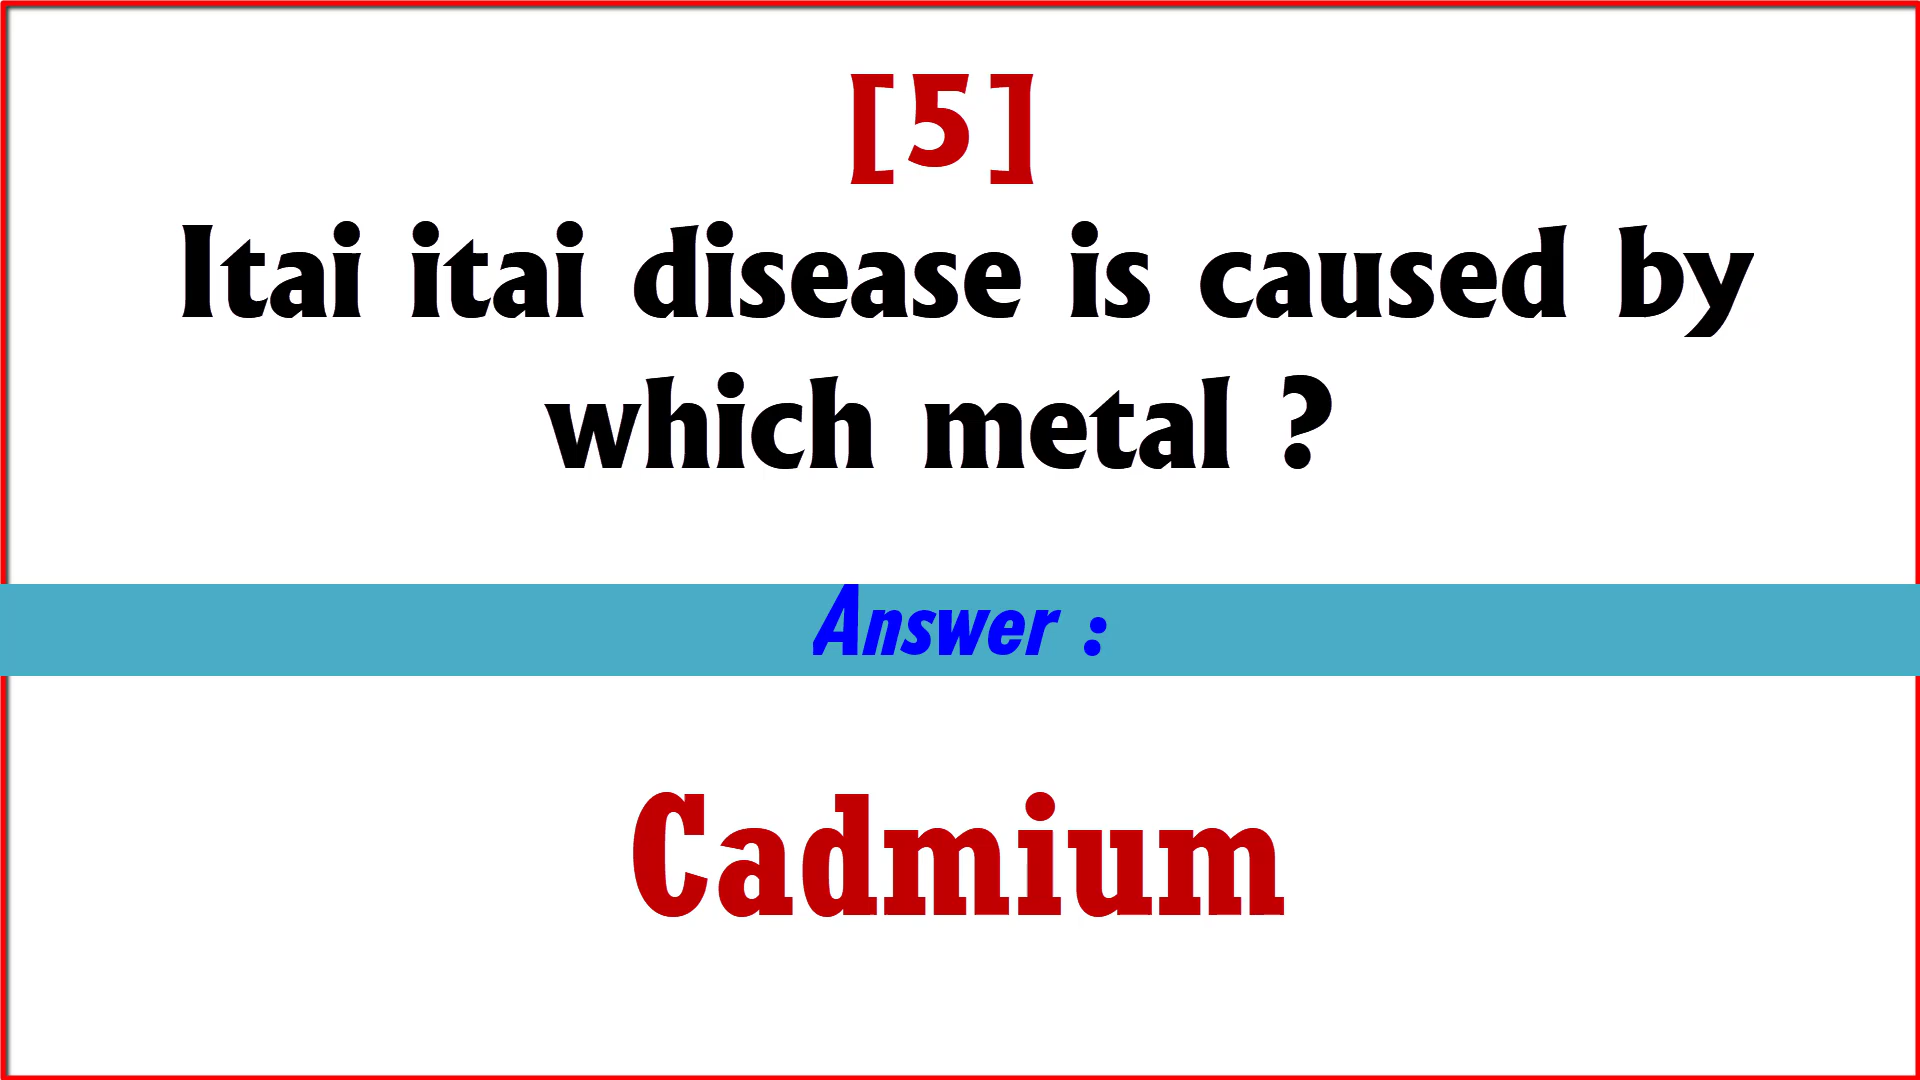 [5]
Itai itai disease is caused by
which metal ?
Answer :
Cadmium